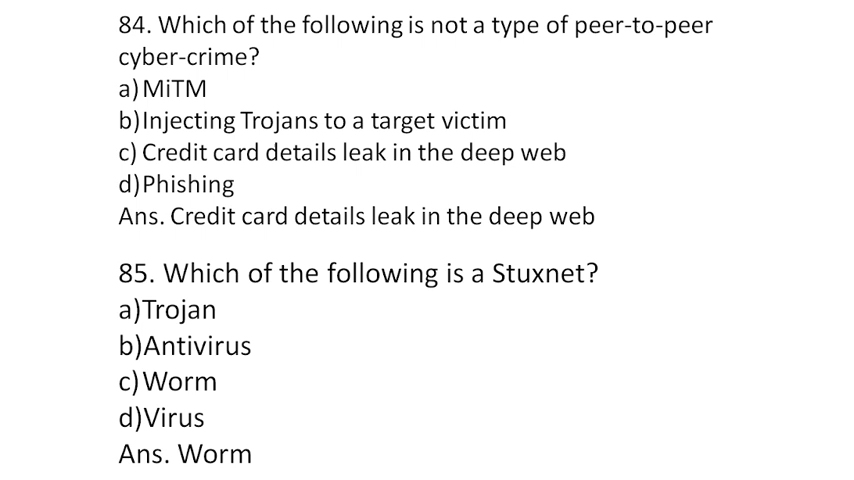 84. Which of the following is not a type of peer-to-peer
cyber-crime?
a) MiTM
b)Injecting Trojans to a target victim
c) Credit card details leak in the deep web
d)Phishing
Ans. Credit card details leak in the deep web
85. Which of the following is a Stuxnet?
a)Trojan
b)Antivirus
c)Worm
d)Virus
Ans. Worm